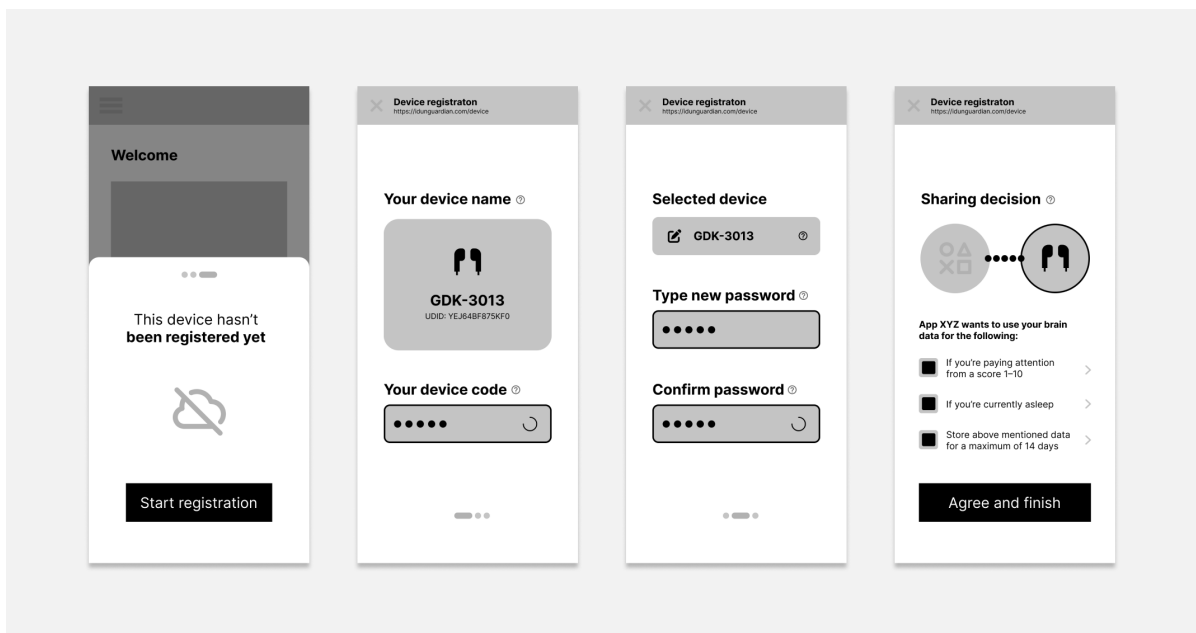 Welcome
This device hasn't
been registered yet
Start registration
Device registraton
https://idunguardian.com/device
Your device name
GDK-3013
UDID: YEJ64BF875KF0
Your device code
Device registraton
https://idunguardian.com/device
Selected device
GDK-3013
Type new password
Confirm password
Device registraton
https://idunguardian.com/device
Sharing decision
App XYZ wants to use your brain
data for the following:
If you're paying attention
from a score 1–10
If you're currently asleep
Store above mentioned data
for a maximum of 14 days
Agree and finish